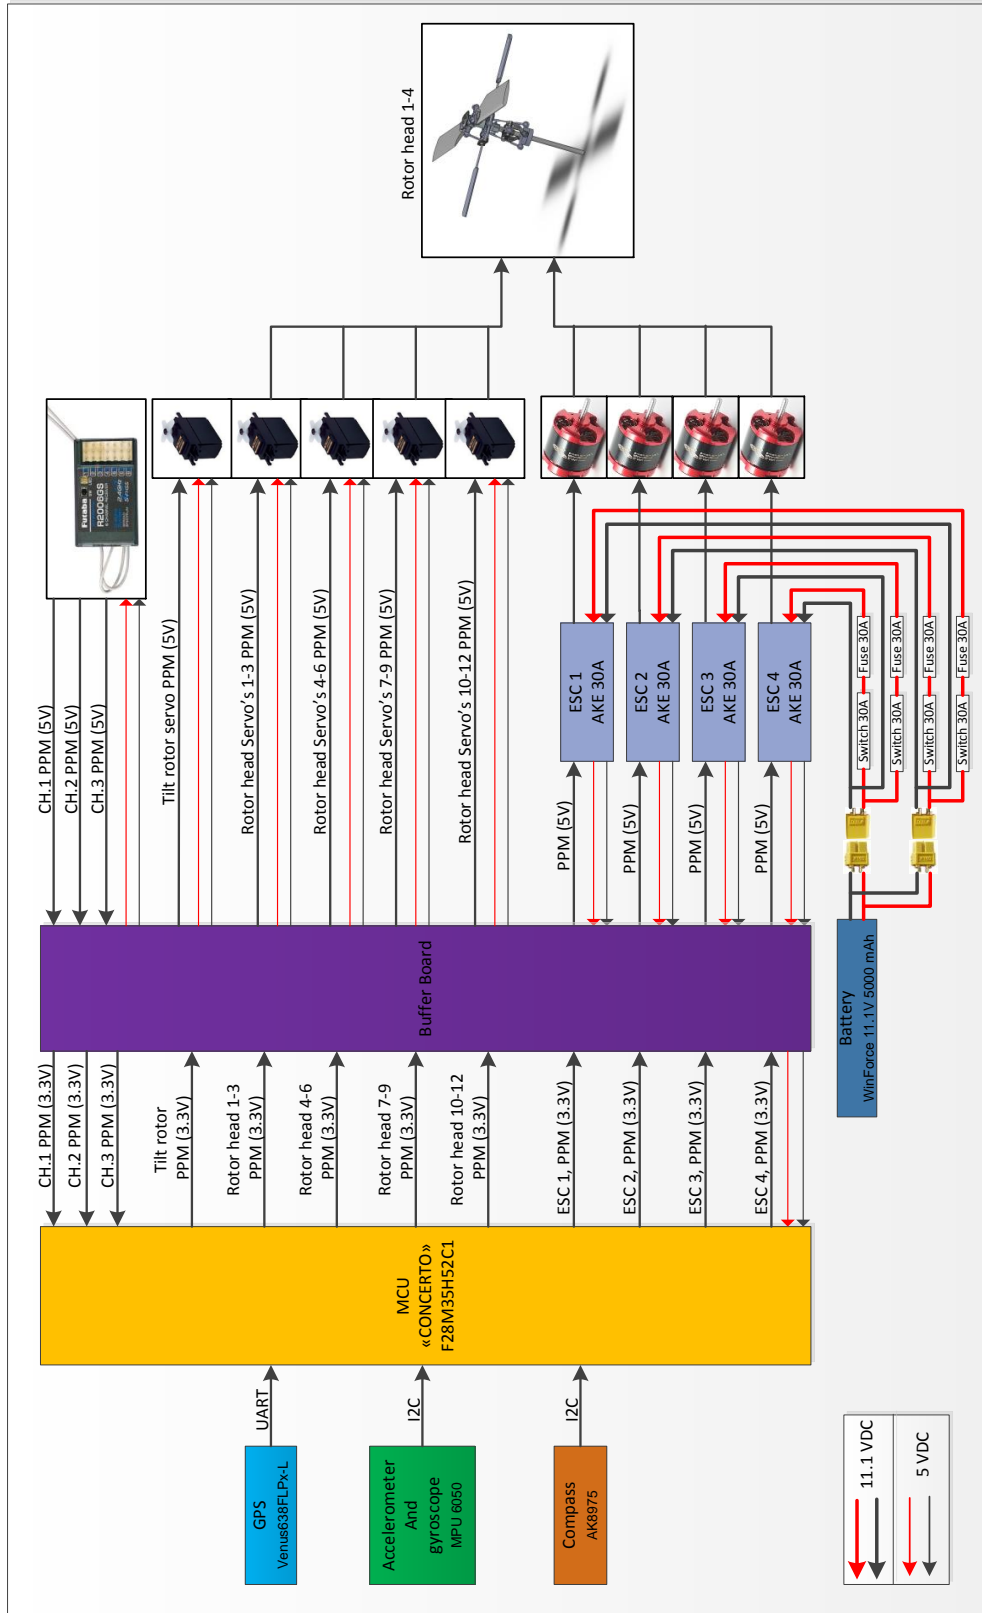 Rotor head 1-4
Futaba
R2006GS
2.4GHz
CH.1 PPM (5V)
CH.2 PPM (5V)
CH.3 PPM (5V)
Tilt rotor servo PPM (5V)
Rotor head Servo's 1-3 PPM (5V)
Rotor head Servo's 4-6 PPM (5V)
Rotor head Servo's 7-9 PPM (5V)
Rotor head Servo's 10-12 PPM (5V)
ESC 1
AKE 30A
ESC 2
AKE 30A
ESC 3
AKE 30A
ESC 4
AKE 30A
Fuse 30A
Fuse 30A
Fuse 30A
Fuse 30A
Switch 30A
Switch 30A
Switch 30A
Switch 30A
PPM (5V)
PPM (5V)
PPM (5V)
PPM (5V)
Buffer Board
Battery
WinForce 11.1V 5000 mAh
CH.1 PPM (3.3V)
CH.2 PPM (3.3V)
CH.3 PPM (3.3V)
Tilt rotor
PPM (3.3V)
Rotor head 1-3
PPM (3.3V)
Rotor head 4-6
PPM (3.3V)
Rotor head 7-9
PPM (3.3V)
Rotor head 10-12
PPM (3.3V)
ESC 1, PPM (3.3V)
ESC 2, PPM (3.3V)
ESC 3, PPM (3.3V)
ESC 4, PPM (3.3V)
MCU
«CONCERTO»
F28M35H52C1
UART
I2C
I2C
GPS
Venus638FLPx-L
Accelerometer
And
gyroscope
MPU 6050
Compass
AK8975
11.1 VDC
5 VDC